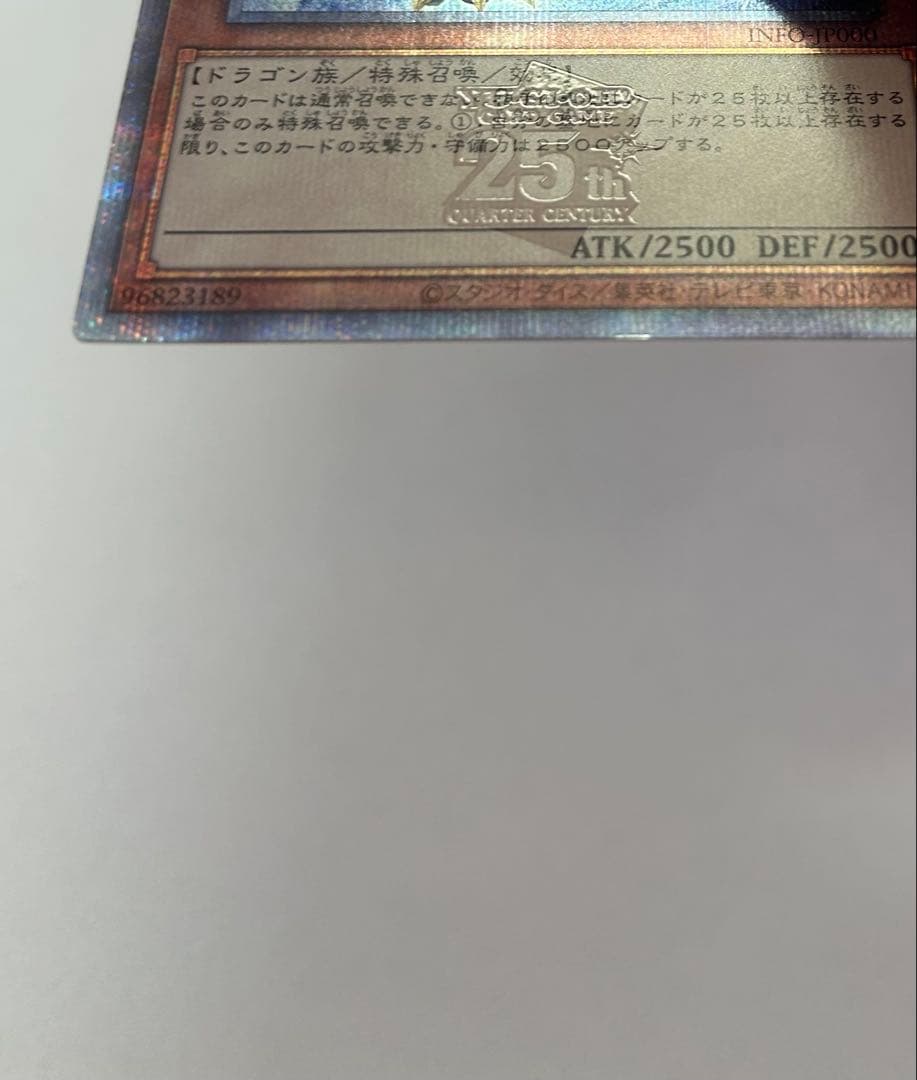 INFO-JP000
【ドラゴン族／特殊召喚／効果】
このカードは通常召喚できない。 ードが２５枚以上存在する
場合のみ特殊召喚できる。① カードが２５枚以上存在する
限り、このカードの攻撃力・守備力は２５００アップする。
25th
QUARTER CENTURY
ATK/2500 DEF/2500
96823189
©スタジオ・ダイス／集英社・テレビ東京・KONAMI